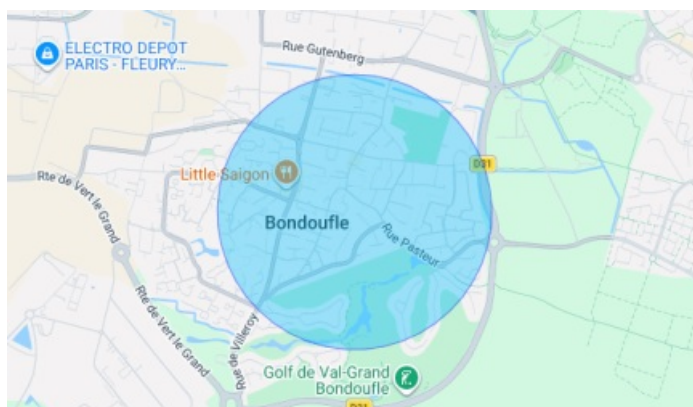 ELECTRO DEPOT
PARIS - FLEURY...
Rue Gutenberg
D31
Little Saigon
Rte de Vert le Grand
Bondoufle
Rue Pasteur
Rte de Vert le Grand
Rue de Villeroy
Golf de Val-Grand
Bondoufle
D31